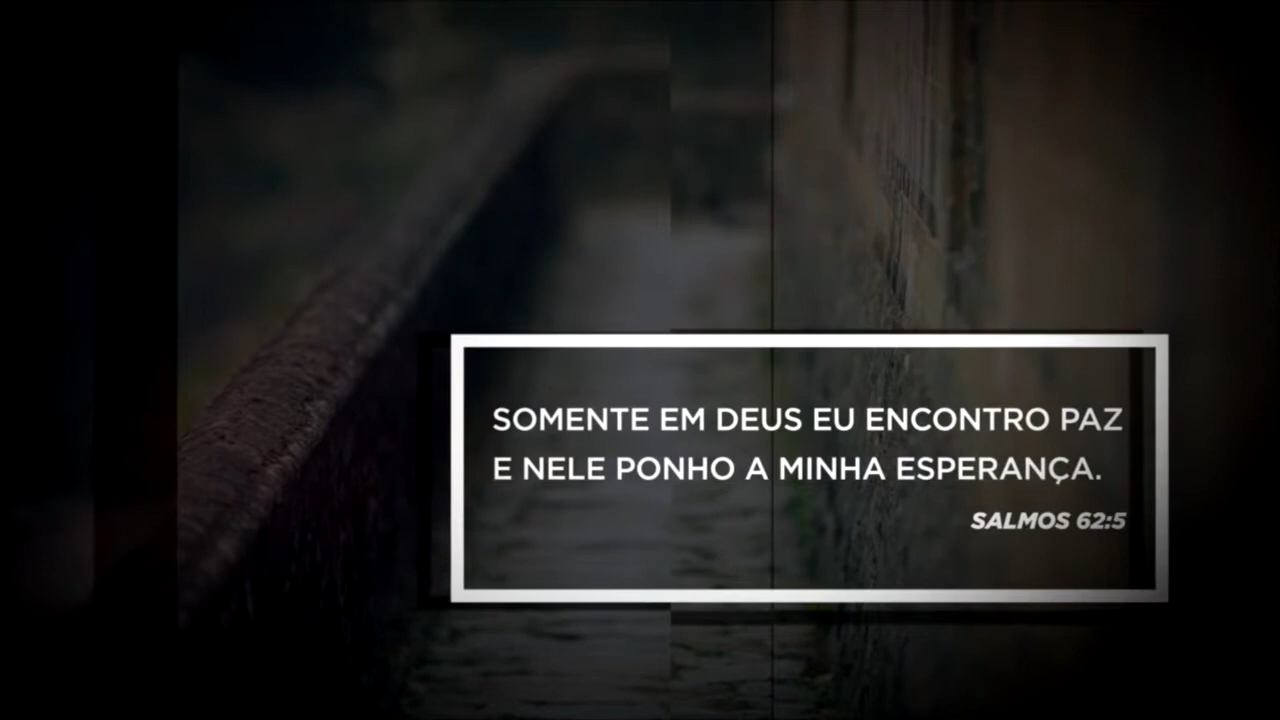 SOMENTE EM DEUS EU ENCONTRO PAZ
E NELE PONHO A MINHA ESPERANÇA.
SALMOS 62:5